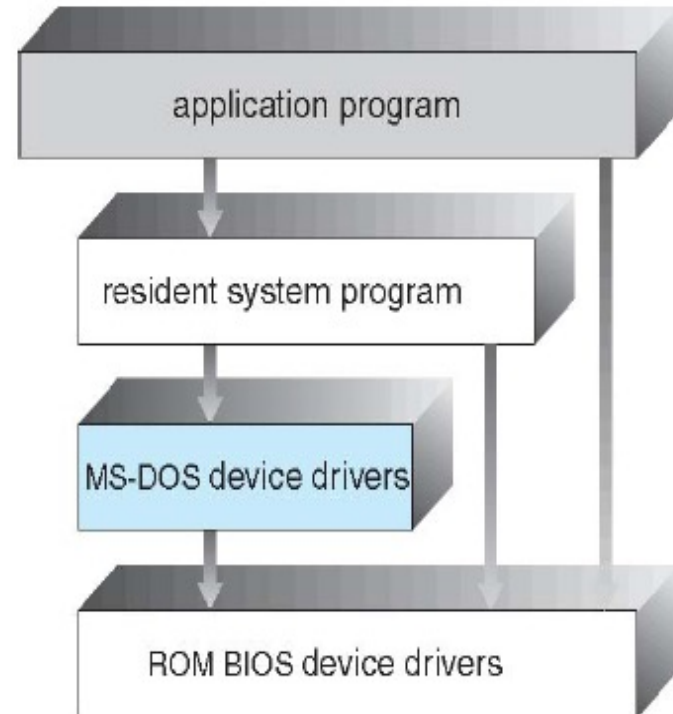 application program
resident system program
MS-DOS device drivers
ROM BIOS device drivers